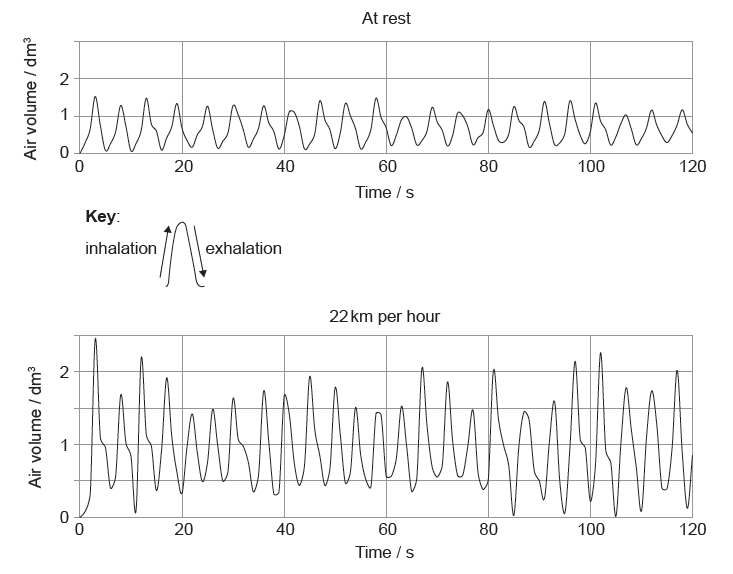 At rest
Air volume / dm³
2
1
0
0 20 40 60 80 100 120
Time / s
Key:
inhalation exhalation
22 km per hour
Air volume / dm³
2
1
0
0 20 40 60 80 100 120
Time / s